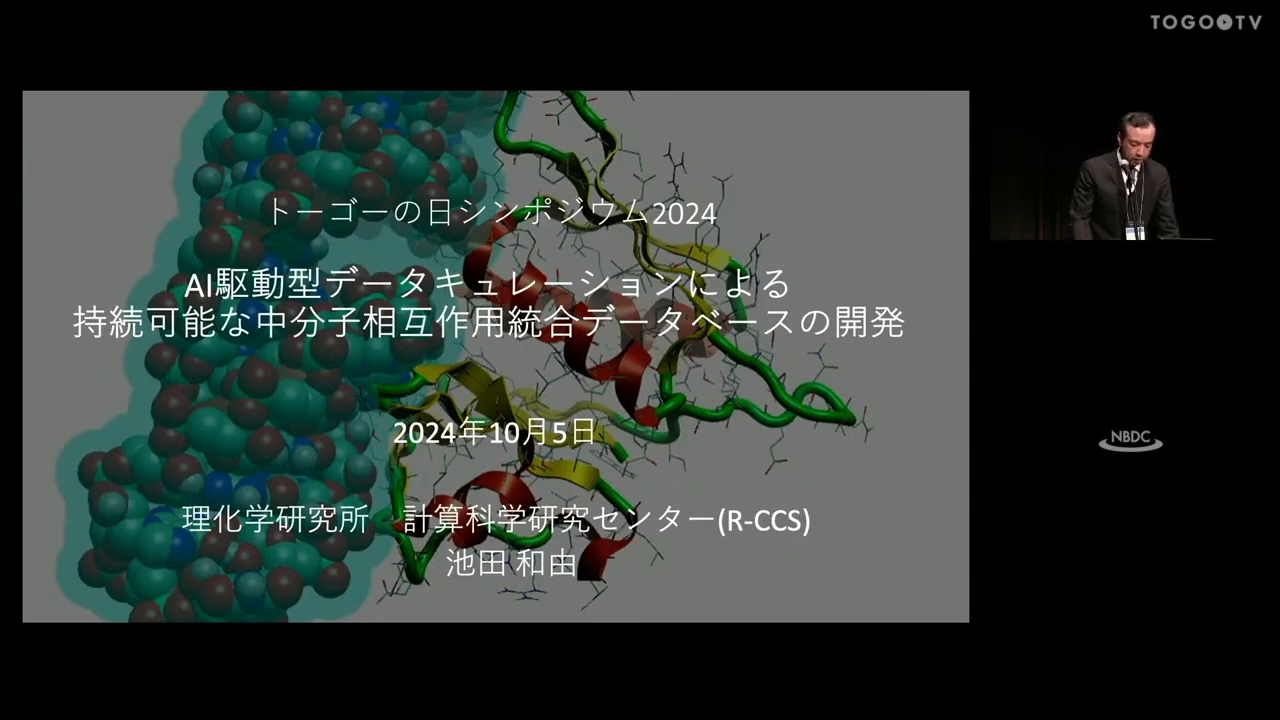 TOGOTV
トーゴーの日シンポジウム2024
AI駆動型データキュレーションによる
持続可能な中分子相互作用統合データベースの開発
2024年10月5日
理化学研究所　計算科学研究センター(R-CCS)
池田 和由
NBDC